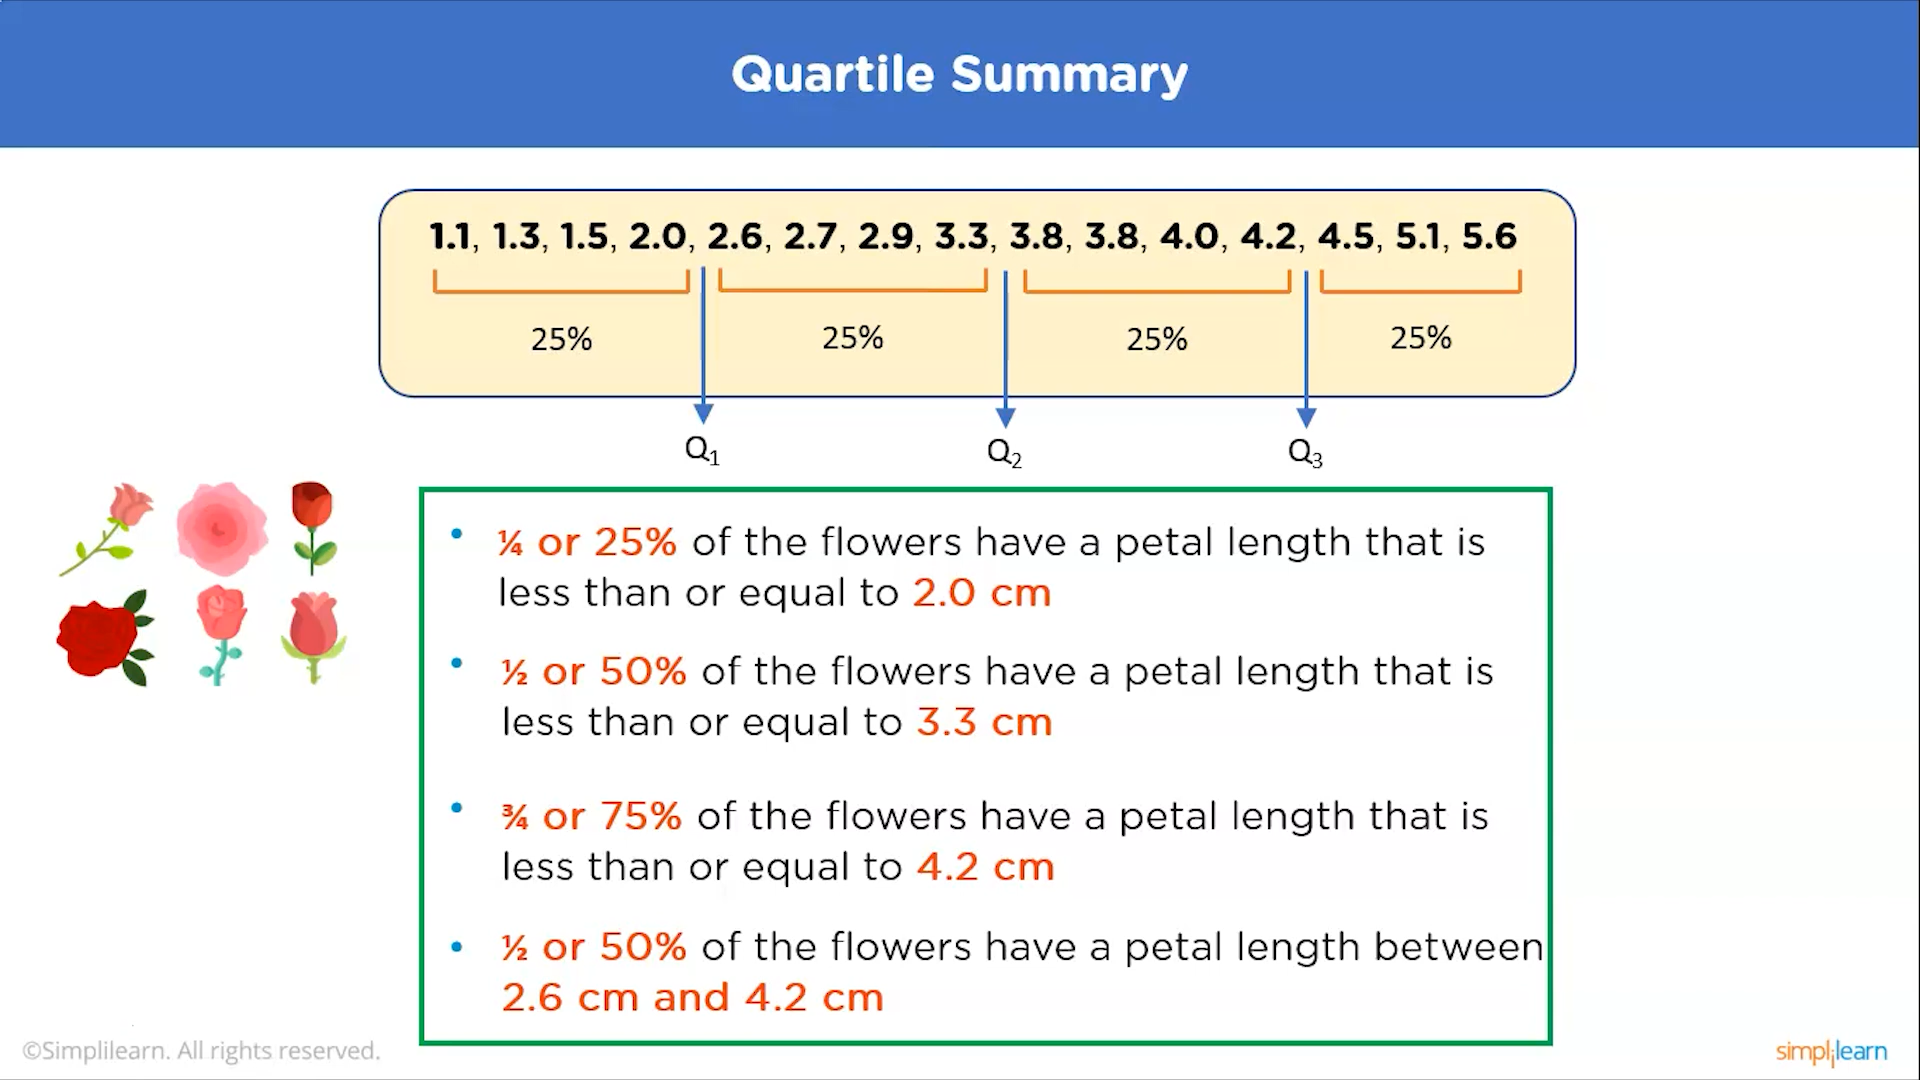 Quartile Summary
1.1, 1.3, 1.5, 2.0, 2.6, 2.7, 2.9, 3.3, 3.8, 3.8, 4.0, 4.2, 4.5, 5.1, 5.6
25% 25% 25% 25%
Q₁ Q₂ Q₃
• ¼ or 25% of the flowers have a petal length that is
less than or equal to 2.0 cm
• ½ or 50% of the flowers have a petal length that is
less than or equal to 3.3 cm
• ¾ or 75% of the flowers have a petal length that is
less than or equal to 4.2 cm
• ½ or 50% of the flowers have a petal length between
2.6 cm and 4.2 cm
©Simplilearn. All rights reserved.
simplilearn